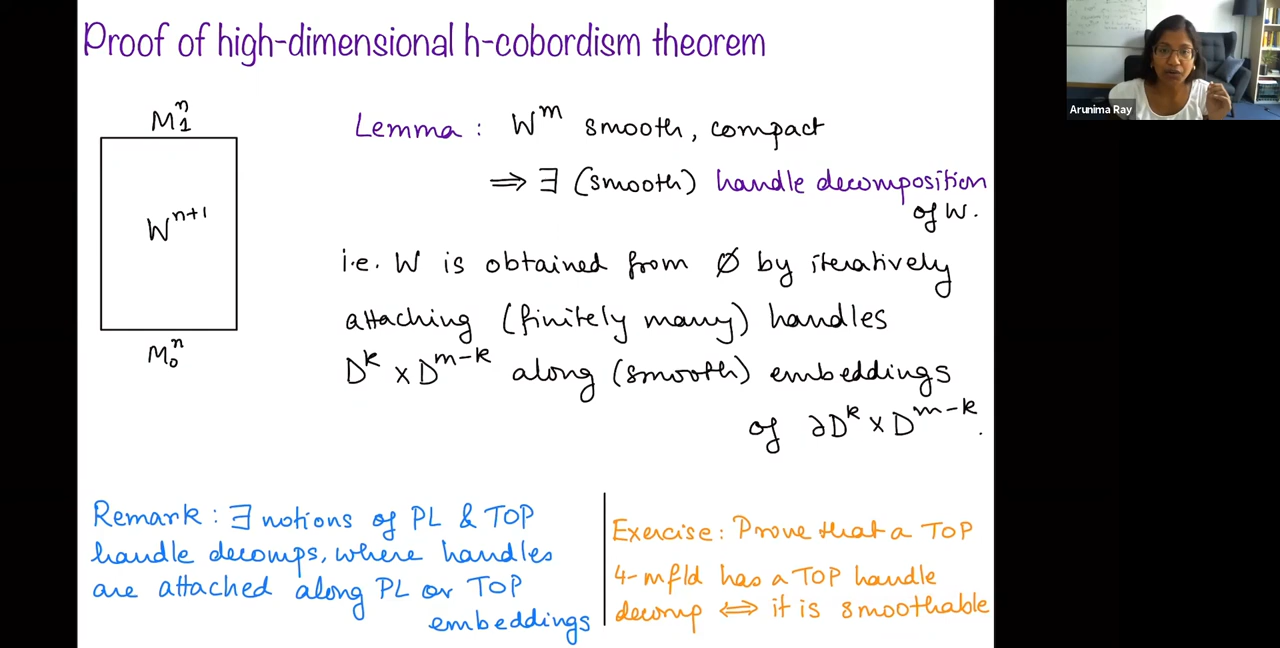 Proof of high-dimensional h-cobordism theorem
M₁ⁿ
Wⁿ⁺¹
M₀ⁿ
Lemma : Wᵐ smooth, compact
⟹ ∃ (smooth) handle decomposition
of W.
i.e. W is obtained from ∅ by iteratively
attaching (finitely many) handles
Dᵏ × Dᵐ⁻ᵏ along (smooth) embeddings
of ∂Dᵏ × Dᵐ⁻ᵏ.
Remark : ∃ notions of PL & TOP
handle decomps, where handles
are attached along PL or TOP
embeddings
Exercise : Prove that a TOP
4-mfld has a TOP handle
decomp ⟺ it is smoothable
Arunima Ray